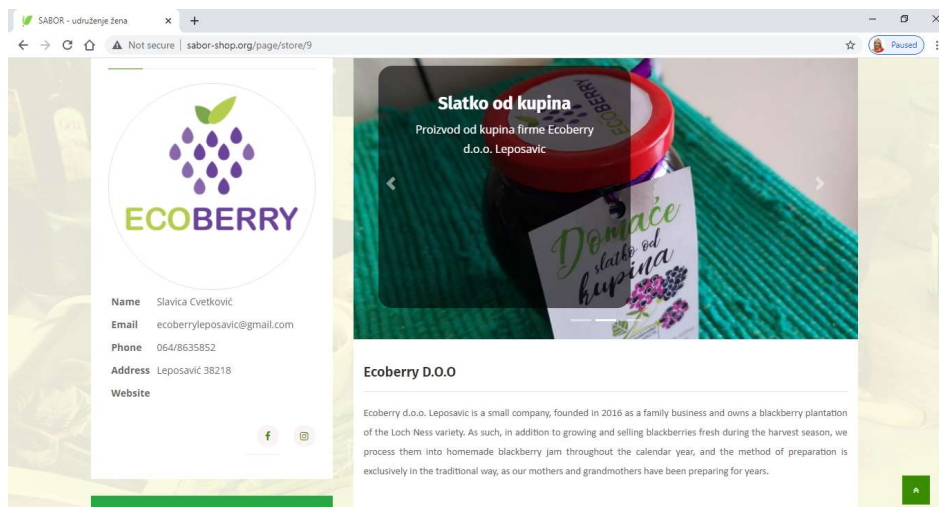 SABOR - udruženje žena
Not secure | sabor-shop.org/page/store/9
Paused
ECOBERRY
Name Slavica Cvetković
Email ecoberryleposavic@gmail.com
Phone 064/8635852
Address Leposavić 38218
Website
Slatko od kupina
Proizvod od kupina firme Ecoberry
d.o.o. Leposavic
ECOBERRY
Domaće
slatko od
kupina
Ecoberry D.O.O
Ecoberry d.o.o. Leposavic is a small company, founded in 2016 as a family business and owns a blackberry plantation
of the Loch Ness variety. As such, in addition to growing and selling blackberries fresh during the harvest season, we
process them into homemade blackberry jam throughout the calendar year, and the method of preparation is
exclusively in the traditional way, as our mothers and grandmothers have been preparing for years.